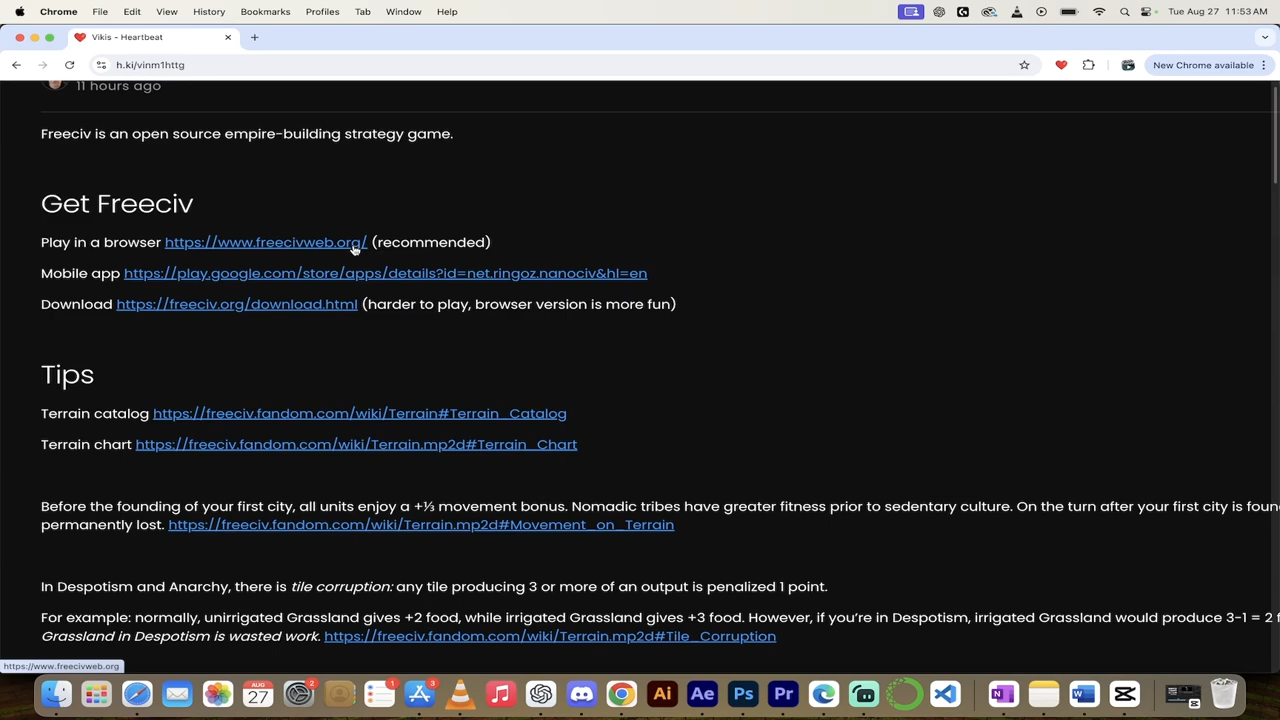 Chrome File Edit View History Bookmarks Profiles Tab Window Help Tue Aug 27 11:53 AM
Vikis - Heartbeat
h.ki/vinm1httg New Chrome available
11 hours ago
Freeciv is an open source empire-building strategy game.
Get Freeciv
Play in a browser https://www.freecivweb.org/ (recommended)
Mobile app https://play.google.com/store/apps/details?id=net.ringoz.nanociv&hl=en
Download https://freeciv.org/download.html (harder to play, browser version is more fun)
Tips
Terrain catalog https://freeciv.fandom.com/wiki/Terrain#Terrain_Catalog
Terrain chart https://freeciv.fandom.com/wiki/Terrain.mp2d#Terrain_Chart
Before the founding of your first city, all units enjoy a +⅓ movement bonus. Nomadic tribes have greater fitness prior to sedentary culture. On the turn after your first city is foun
permanently lost. https://freeciv.fandom.com/wiki/Terrain.mp2d#Movement_on_Terrain
In Despotism and Anarchy, there is tile corruption: any tile producing 3 or more of an output is penalized 1 point.
For example: normally, unirrigated Grassland gives +2 food, while irrigated Grassland gives +3 food. However, if you're in Despotism, irrigated Grassland would produce 3-1 = 2 f
Grassland in Despotism is wasted work. https://freeciv.fandom.com/wiki/Terrain.mp2d#Tile_Corruption
https://www.freecivweb.org
AUG 27 2 1 3 Ai Ae Ps Pr N W